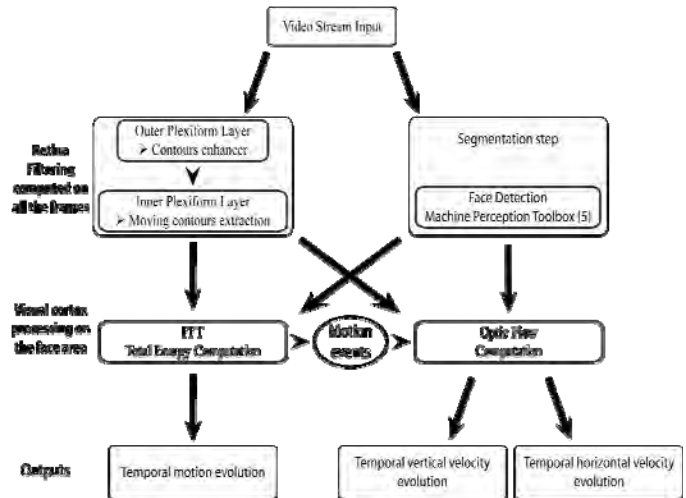 Video Stream Input
Outer Plexiform Layer
➢ Contours enhancer
Inner Plexiform Layer
➢ Moving contours extraction
Segmentation step
Face Detection
Machine Perception Toolbox (5)
Retina
Filtering
computed on
all the frames
Visual cortex
processing on
the face area
FFT
Total Energy Computation
Motion
events
Optic Flow
Computation
Outputs
Temporal motion evolution
Temporal vertical velocity
evolution
Temporal horizontal velocity
evolution